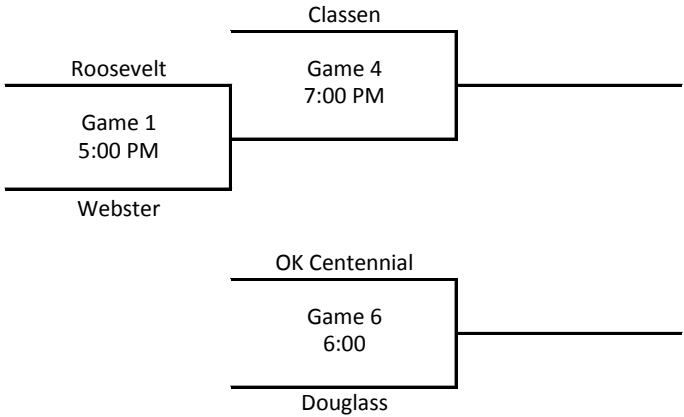 Classen
Roosevelt
Game 4
7:00 PM
Game 1
5:00 PM
Webster
OK Centennial
Game 6
6:00
Douglass